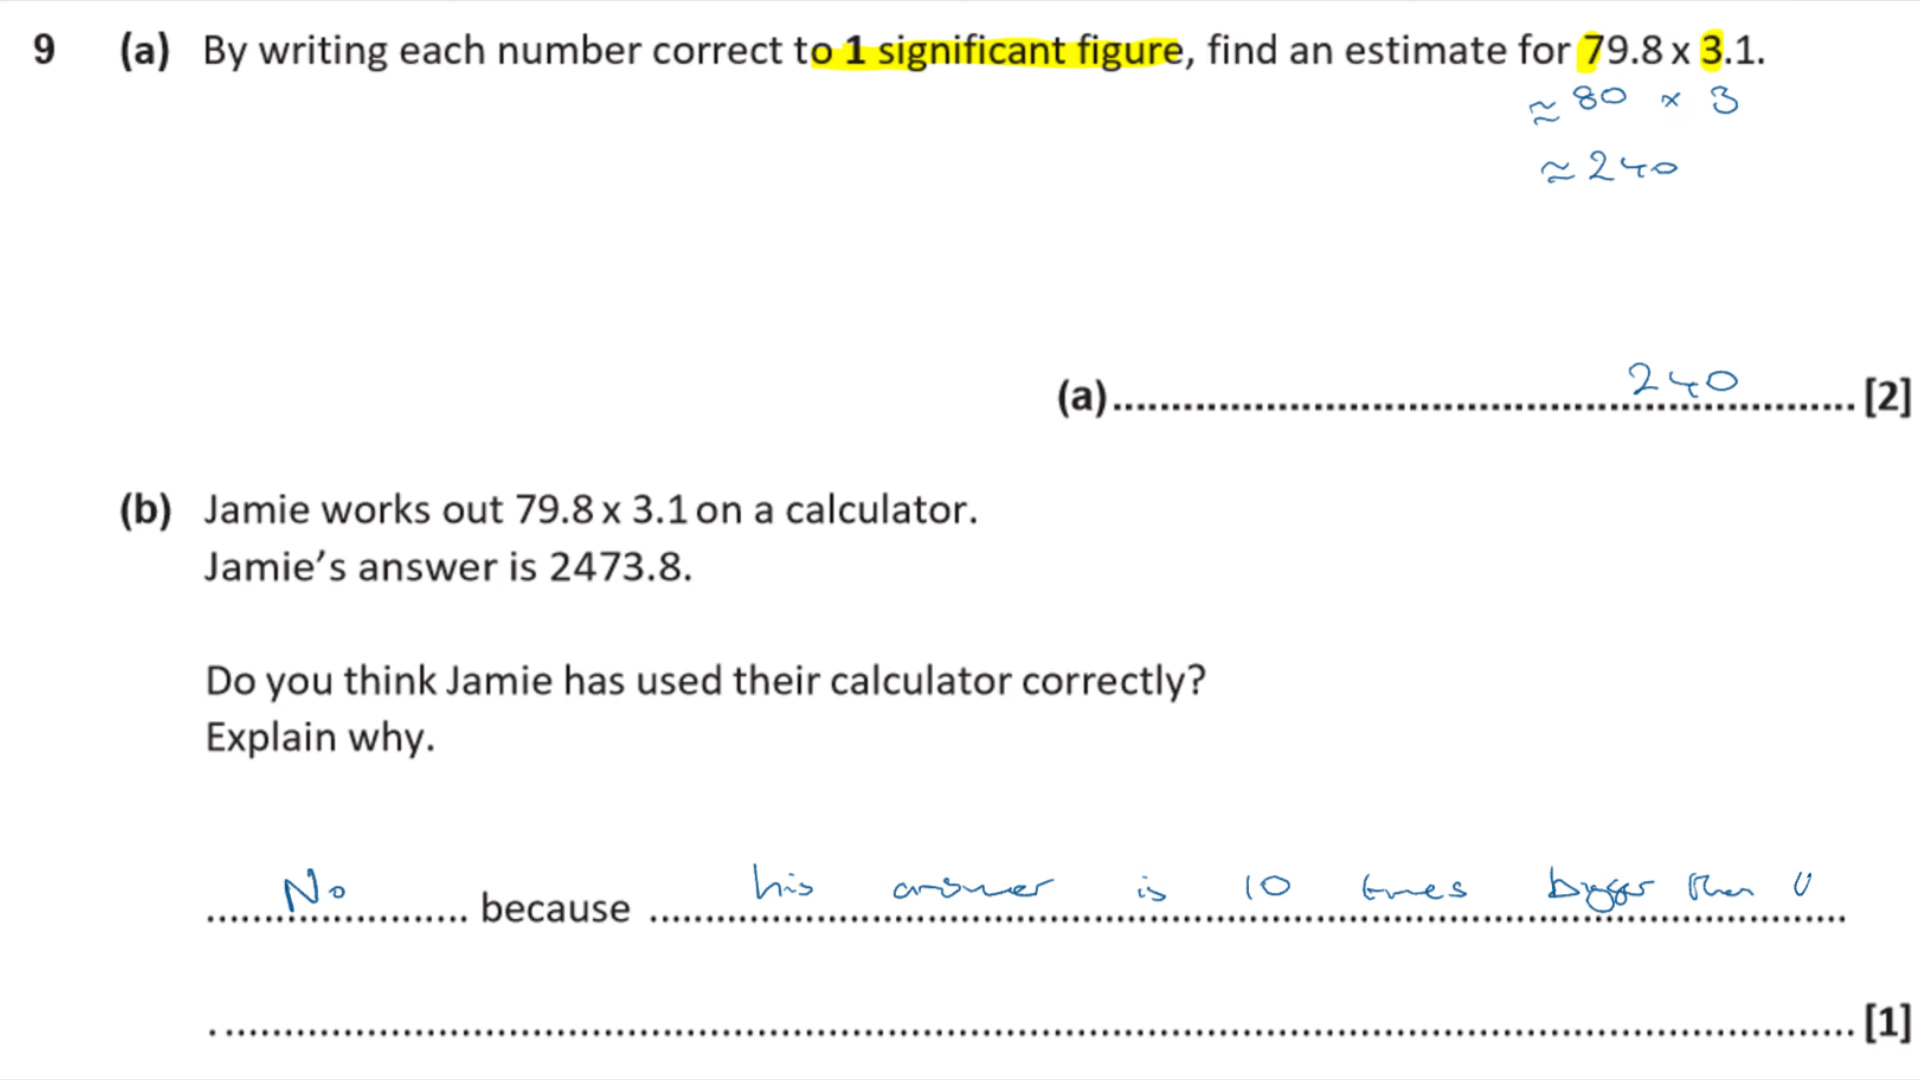 9 (a) By writing each number correct to 1 significant figure, find an estimate for 79.8 x 3.1.
≈ 80 x 3
≈ 240
240
(a)........................................ [2]
(b) Jamie works out 79.8 x 3.1 on a calculator.
Jamie's answer is 2473.8.
Do you think Jamie has used their calculator correctly?
Explain why.
No because his answer is 10 times bigger than
........................................ [1]